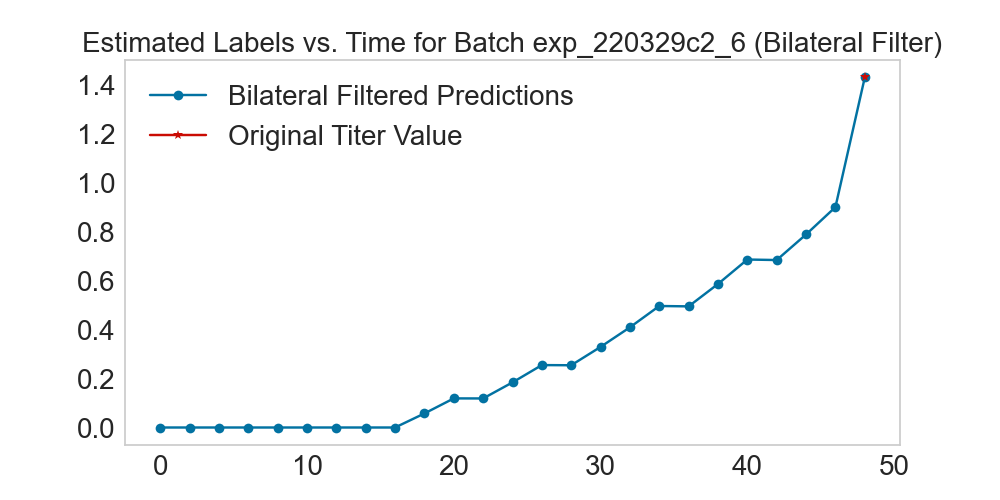 Estimated Labels vs. Time for Batch exp_220329c2_6 (Bilateral Filter)
Bilateral Filtered Predictions
Original Titer Value
1.4
1.2
1.0
0.8
0.6
0.4
0.2
0.0
0 10 20 30 40 50